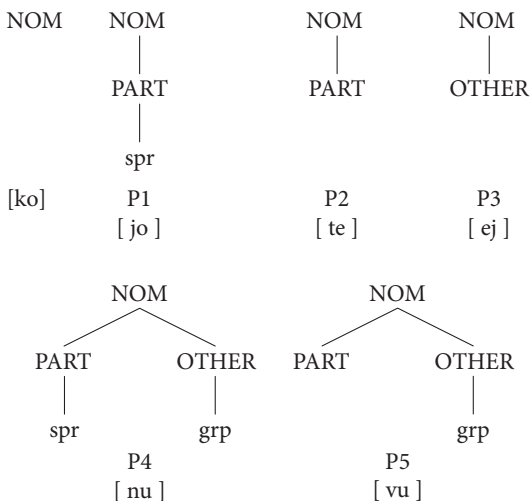 NOM NOM NOM NOM
PART PART OTHER
spr
[ko] P1 P2 P3
[ jo ] [ te ] [ ej ]
NOM NOM
PART OTHER PART OTHER
spr grp grp
P4 P5
[ nu ] [ vu ]